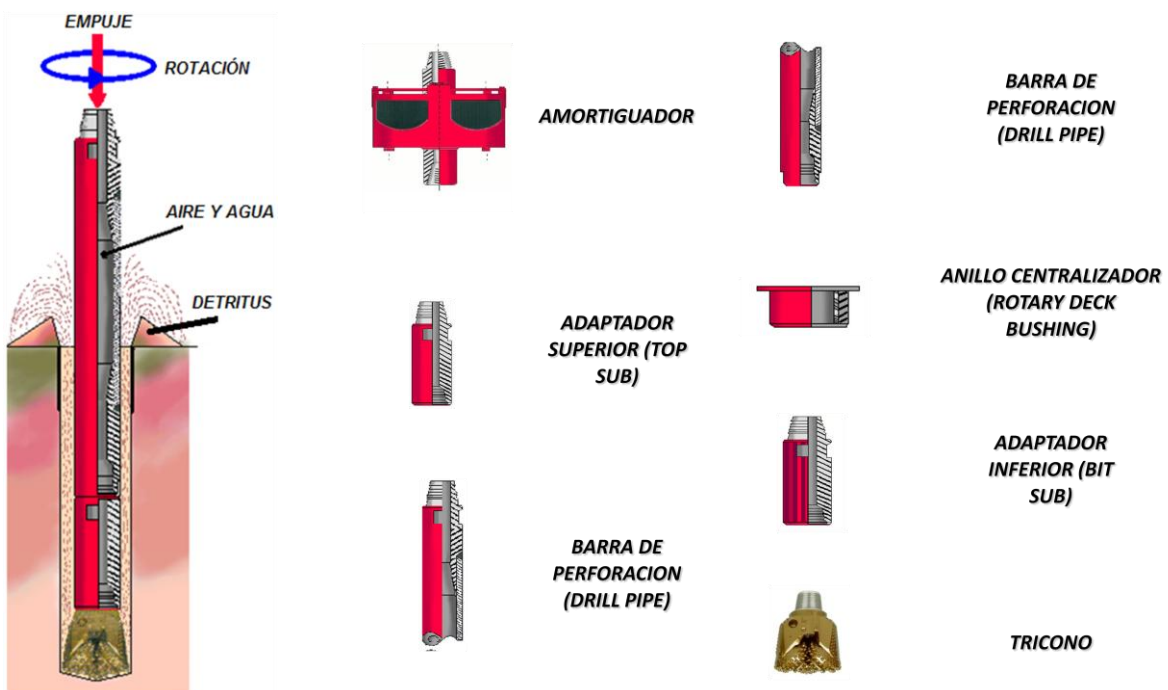 EMPUJE
ROTACIÓN
AIRE Y AGUA
DETRITUS
AMORTIGUADOR
ADAPTADOR
SUPERIOR (TOP
SUB)
BARRA DE
PERFORACION
(DRILL PIPE)
BARRA DE
PERFORACION
(DRILL PIPE)
ANILLO CENTRALIZADOR
(ROTARY DECK
BUSHING)
ADAPTADOR
INFERIOR (BIT
SUB)
TRICONO